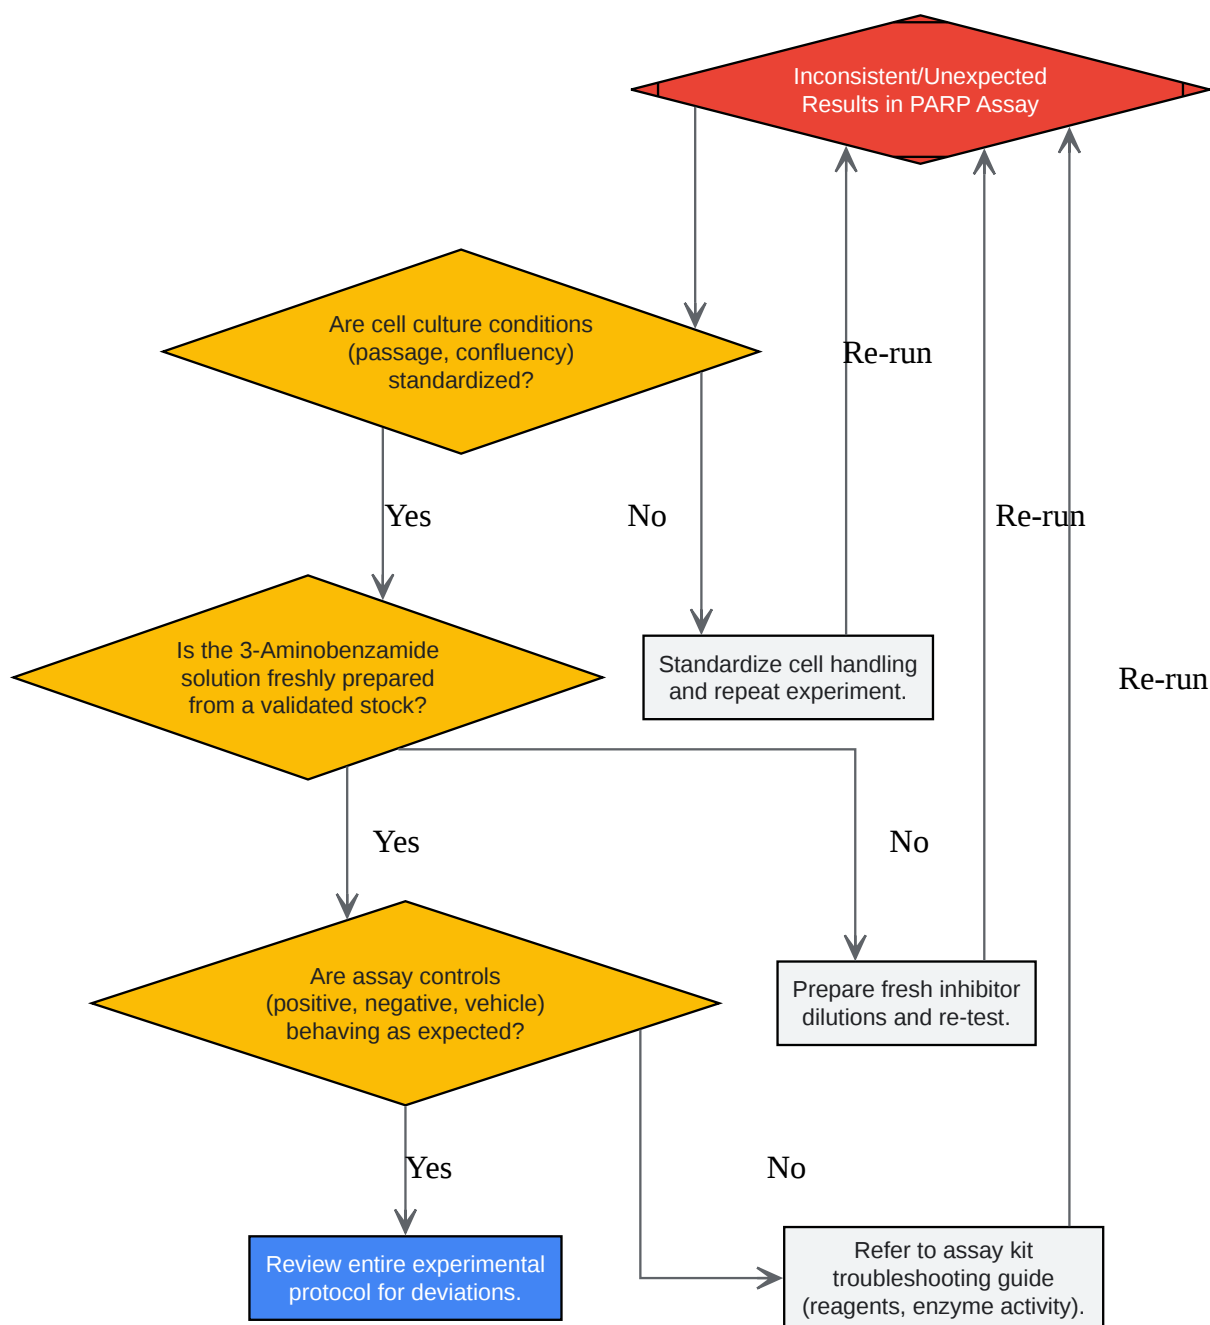 Inconsistent/Unexpected
Results in PARP Assay
Are cell culture conditions
(passage, confluency)
standardized?
Re-run
Yes
No
Re-run
Is the 3-Aminobenzamide
solution freshly prepared
from a validated stock?
Standardize cell handling
and repeat experiment.
Re-run
Yes
No
Are assay controls
(positive, negative, vehicle)
behaving as expected?
Prepare fresh inhibitor
dilutions and re-test.
Yes
No
Review entire experimental
protocol for deviations.
Refer to assay kit
troubleshooting guide
(reagents, enzyme activity).